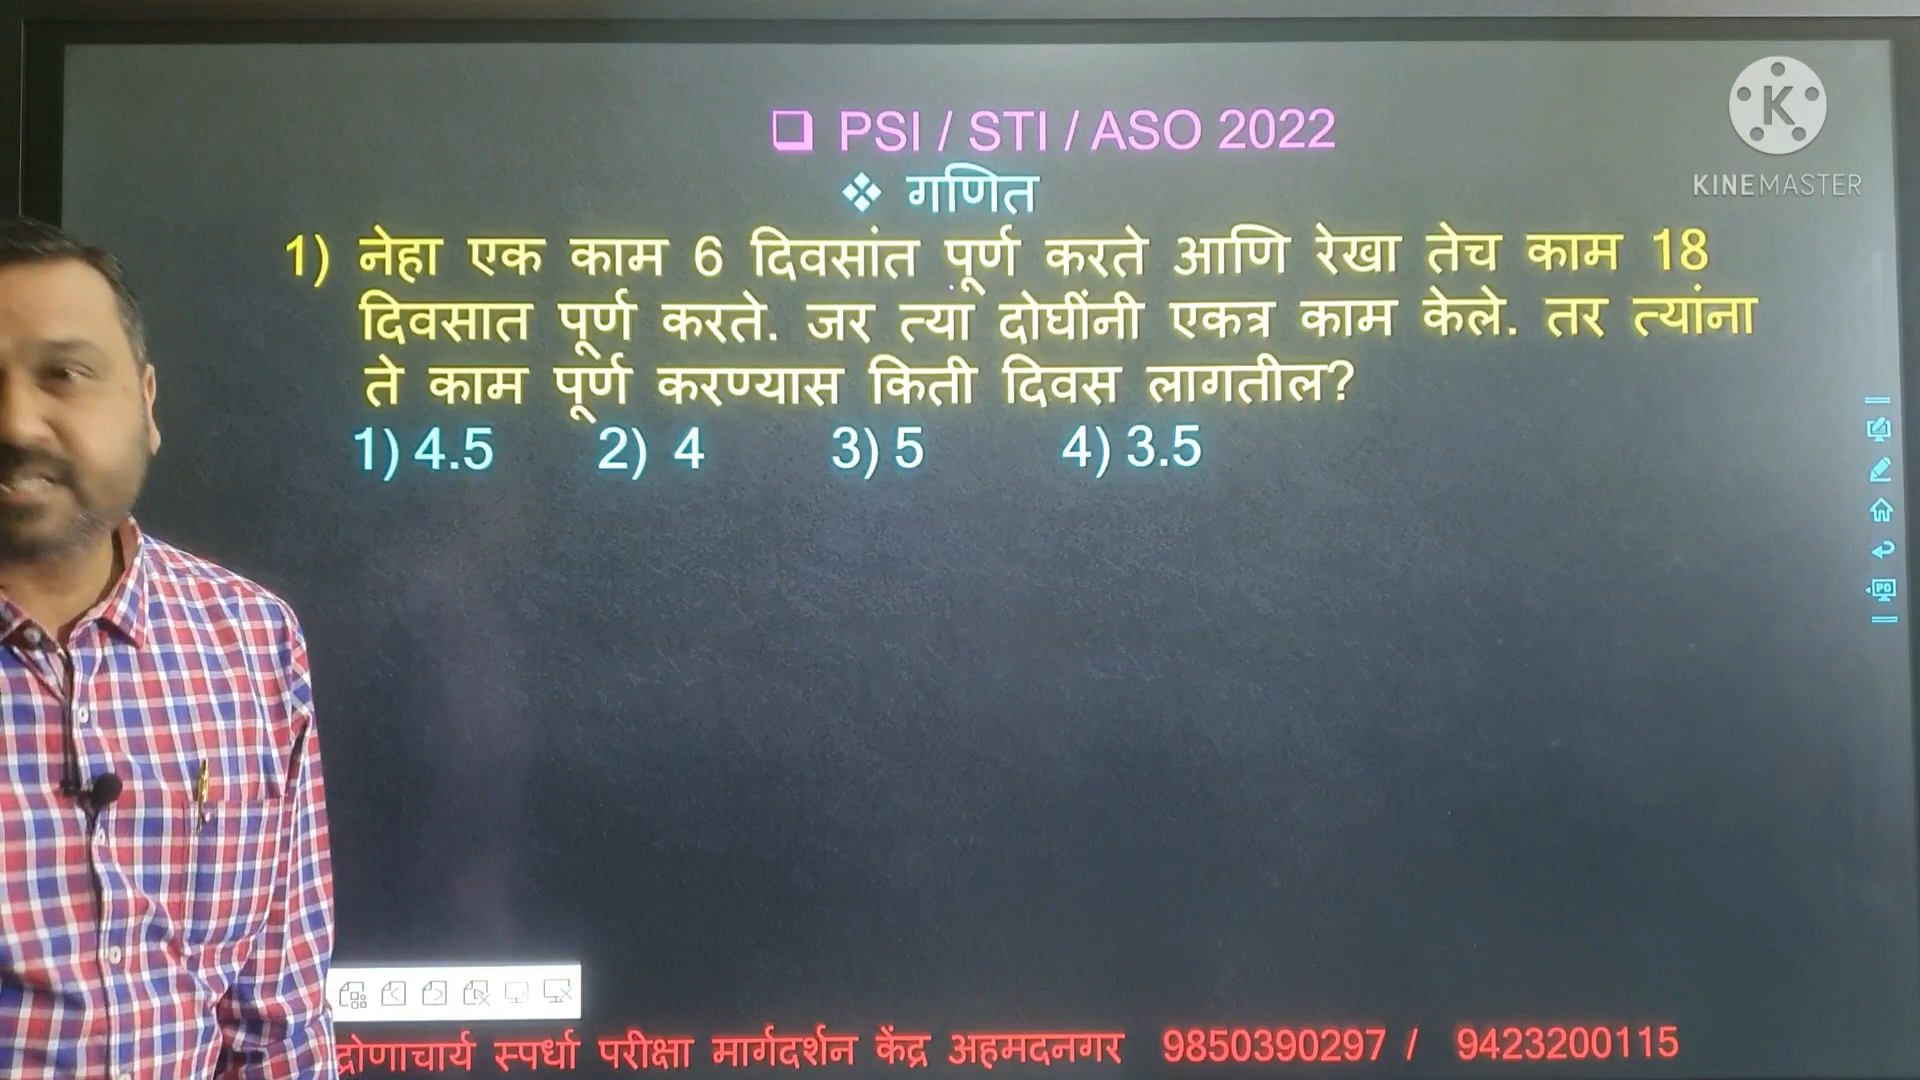 ❑ PSI / STI / ASO 2022
K
KINEMASTER
❖ गणित
1) नेहा एक काम 6 दिवसांत पूर्ण करते आणि रेखा तेच काम 18
दिवसात पूर्ण करते. जर त्या दोघींनी एकत्र काम केले. तर त्यांना
ते काम पूर्ण करण्यास किती दिवस लागतील?
1) 4.5 2) 4 3) 5 4) 3.5
PD
द्रोणाचार्य स्पर्धा परीक्षा मार्गदर्शन केंद्र अहमदनगर 9850390297 / 9423200115